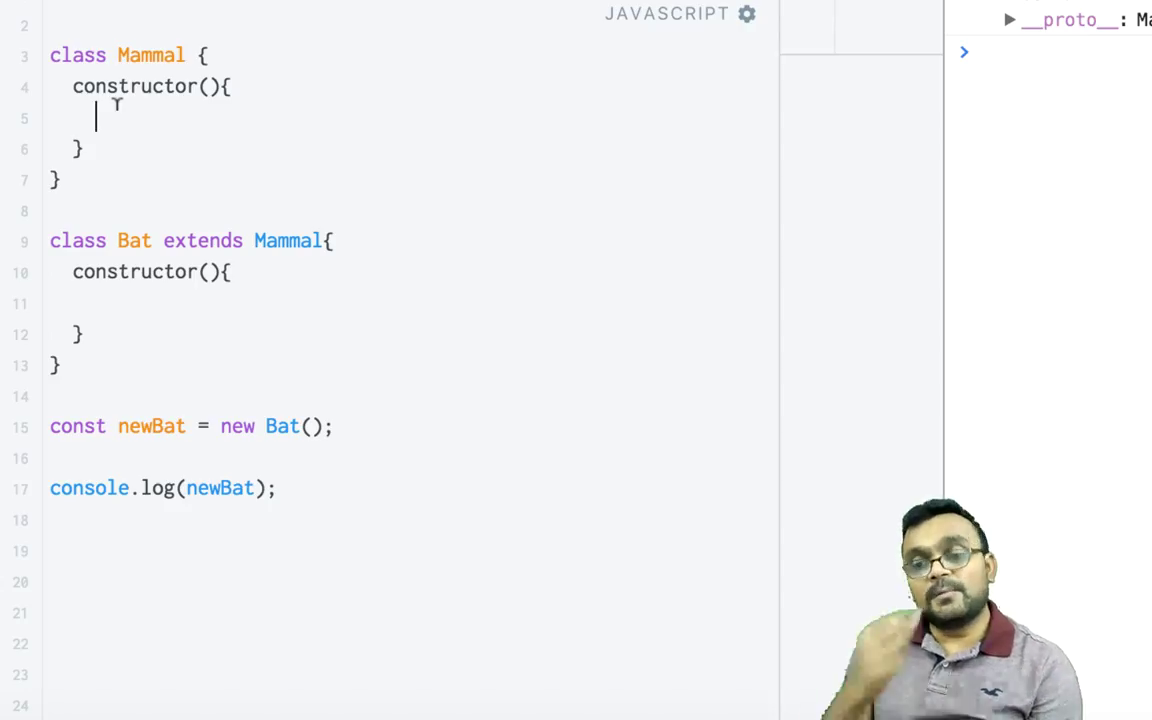 JAVASCRIPT
▶ __proto__: Ma
>
2
3 class Mammal {
4 constructor(){
5
6 }
7 }
8
9 class Bat extends Mammal{
10 constructor(){
11
12 }
13 }
14
15 const newBat = new Bat();
16
17 console.log(newBat);
18
19
20
21
22
23
24